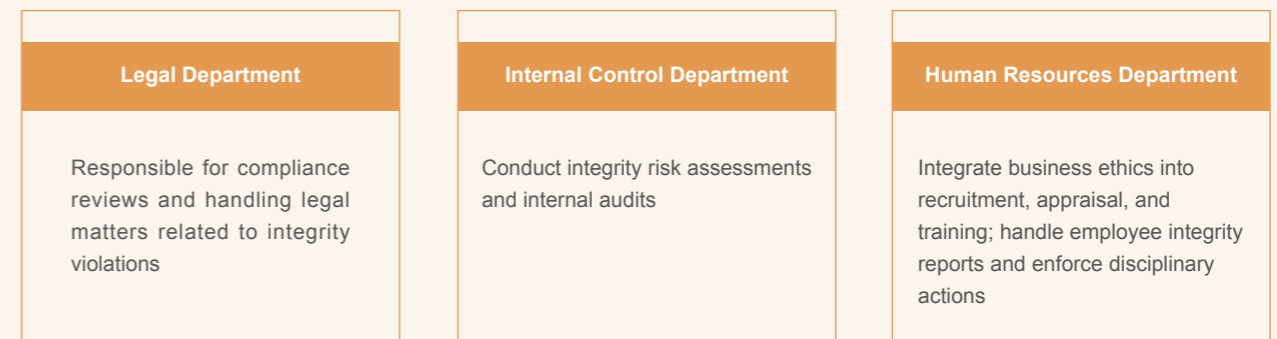 Legal Department
Responsible for compliance
reviews and handling legal
matters related to integrity
violations
Internal Control Department
Conduct integrity risk assessments
and internal audits
Human Resources Department
Integrate business ethics into
recruitment, appraisal, and
training; handle employee integrity
reports and enforce disciplinary
actions